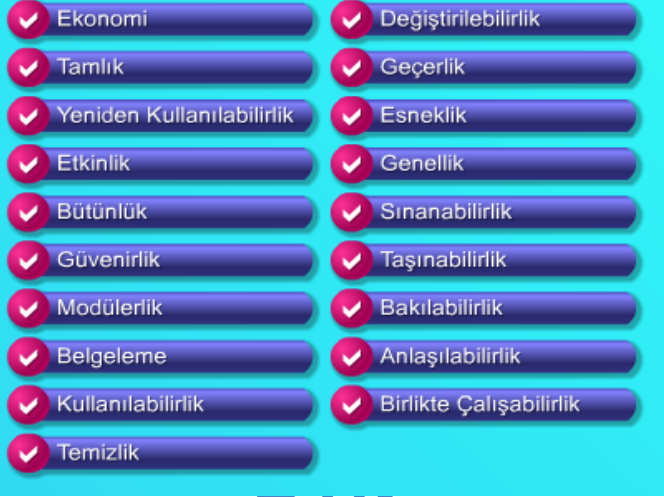 Ekonomi
Tamlık
Yeniden Kullanılabilirlik
Etkinlik
Bütünlük
Güvenirlik
Modülerlik
Belgeleme
Kullanılabilirlik
Temizlik
Değiştirilebilirlik
Geçerlik
Esneklik
Genellik
Sınanabilirlik
Taşınabilirlik
Bakılabilirlik
Anlaşılabilirlik
Birlikte Çalışabilirlik